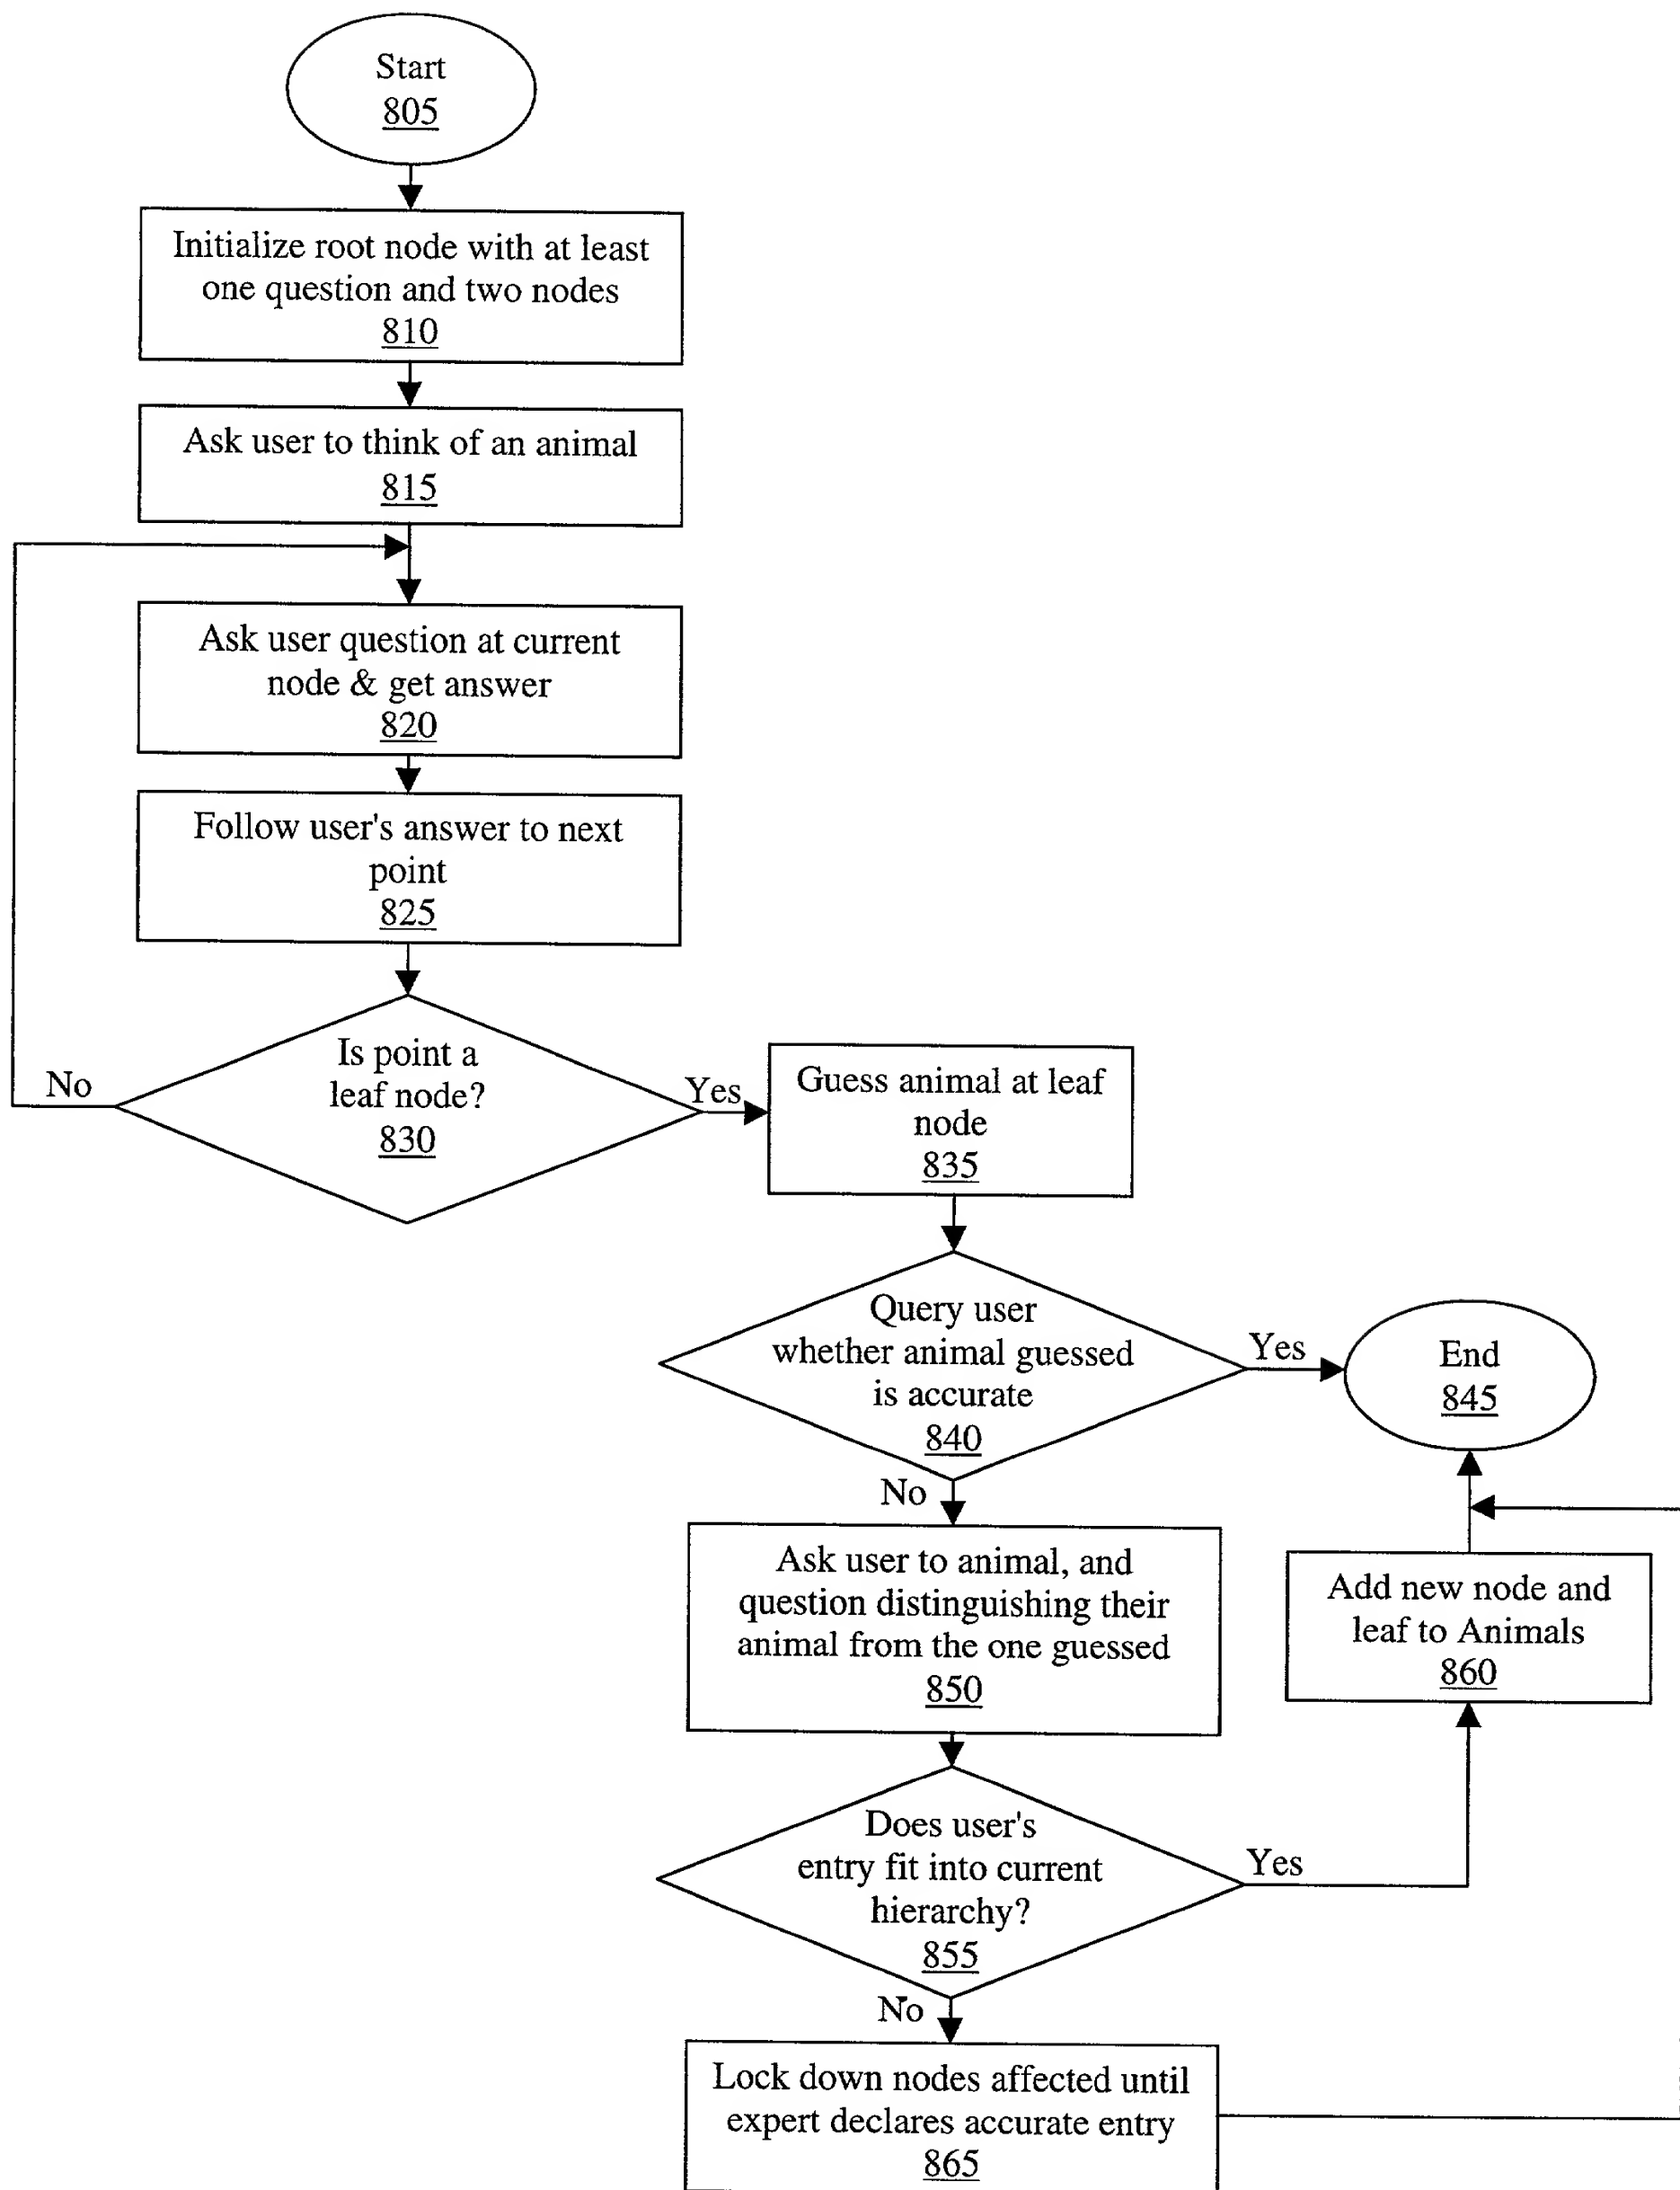 Start
805
Initialize root node with at least
one question and two nodes
810
Ask user to think of an animal
815
Ask user question at current
node & get answer
820
Follow user's answer to next
point
825
Is point a
leaf node?
830
No
Yes
Guess animal at leaf
node
835
Query user
whether animal guessed
is accurate
840
Yes
End
845
No
Ask user to animal, and
question distinguishing their
animal from the one guessed
850
Add new node and
leaf to Animals
860
Does user's
entry fit into current
hierarchy?
855
Yes
No
Lock down nodes affected until
expert declares accurate entry
865